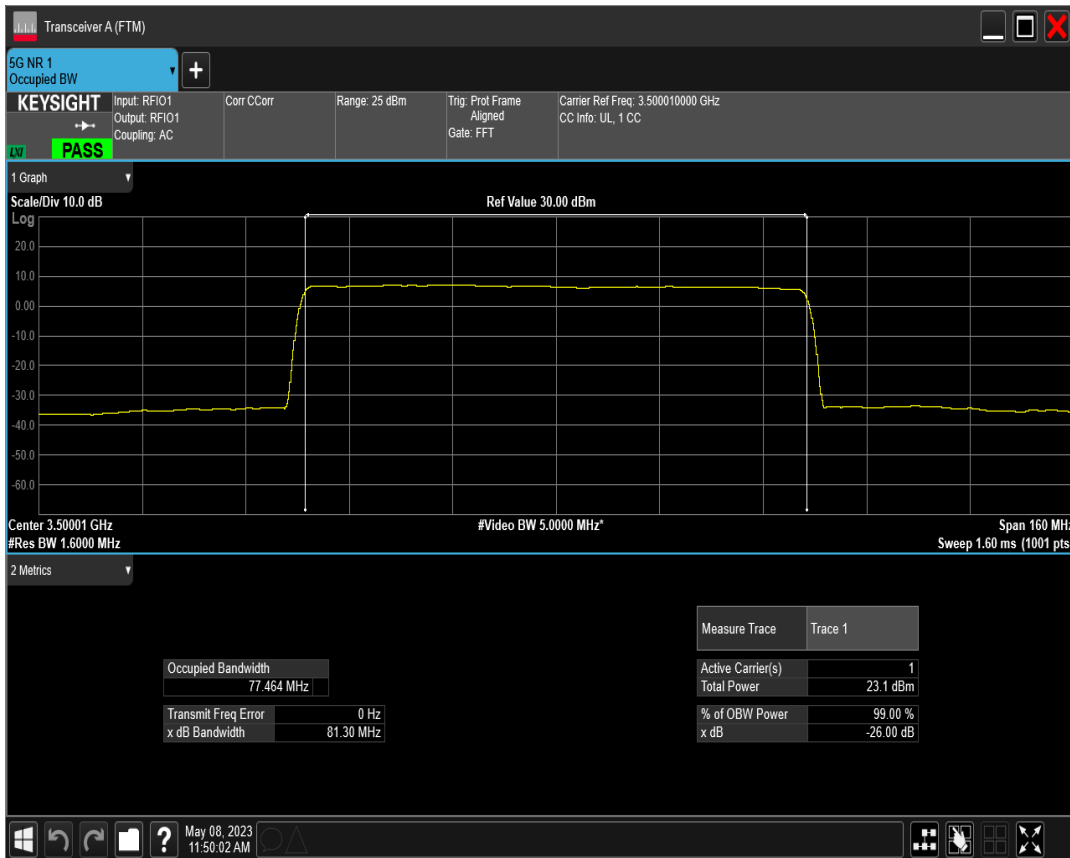 Transceiver A (FTM)
5G NR 1
Occupied BW
+
KEYSIGHT
LXI
PASS
Input: RFIO1
Output: RFIO1
Coupling: AC
Corr CCorr
Range: 25 dBm
Trig: Prot Frame
Aligned
Gate: FFT
Carrier Ref Freq: 3.500010000 GHz
CC Info: UL, 1 CC
1 Graph
Scale/Div 10.0 dB
Ref Value 30.00 dBm
Log
20.0
10.0
0.00
-10.0
-20.0
-30.0
-40.0
-50.0
-60.0
Center 3.50001 GHz
#Video BW 5.0000 MHz*
Span 160 MHz
#Res BW 1.6000 MHz
Sweep 1.60 ms (1001 pts
2 Metrics
Measure Trace Trace 1
Occupied Bandwidth
77.464 MHz
Active Carrier(s) 1
Total Power 23.1 dBm
Transmit Freq Error 0 Hz
x dB Bandwidth 81.30 MHz
% of OBW Power 99.00 %
x dB -26.00 dB
?
May 08, 2023
11:50:02 AM